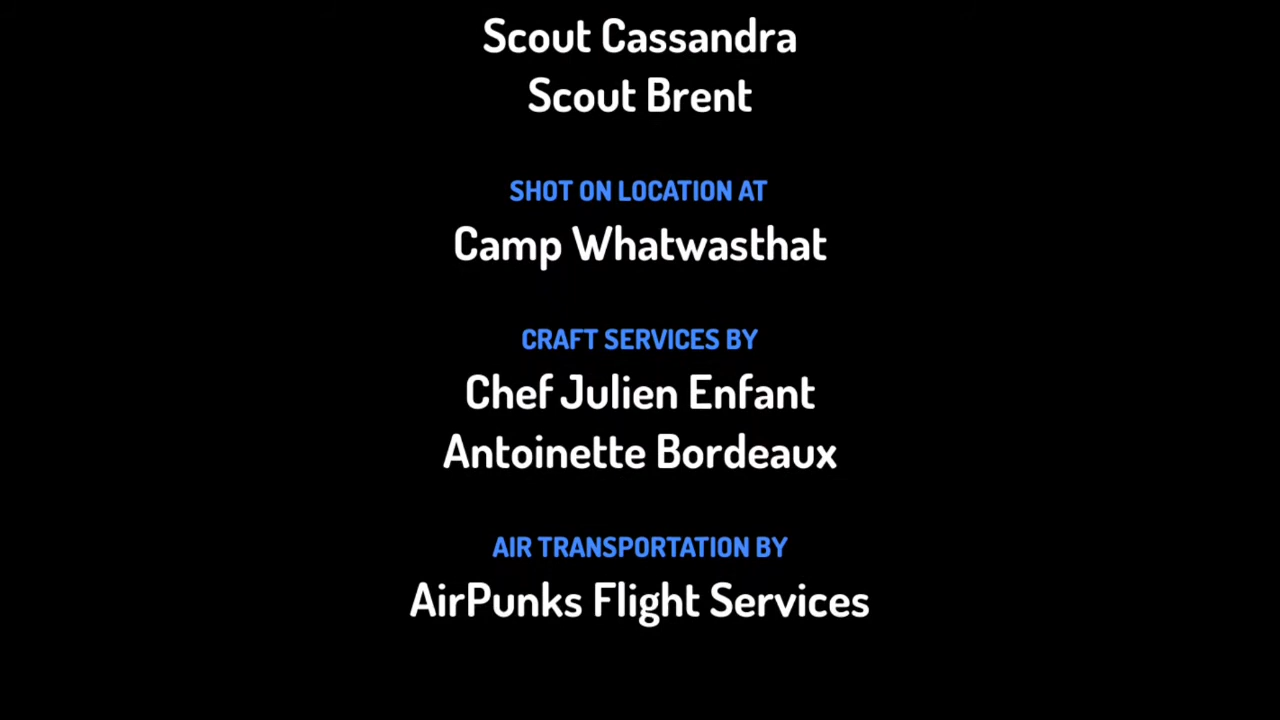 Scout Cassandra
Scout Brent
SHOT ON LOCATION AT
Camp Whatwasthat
CRAFT SERVICES BY
Chef Julien Enfant
Antoinette Bordeaux
AIR TRANSPORTATION BY
AirPunks Flight Services